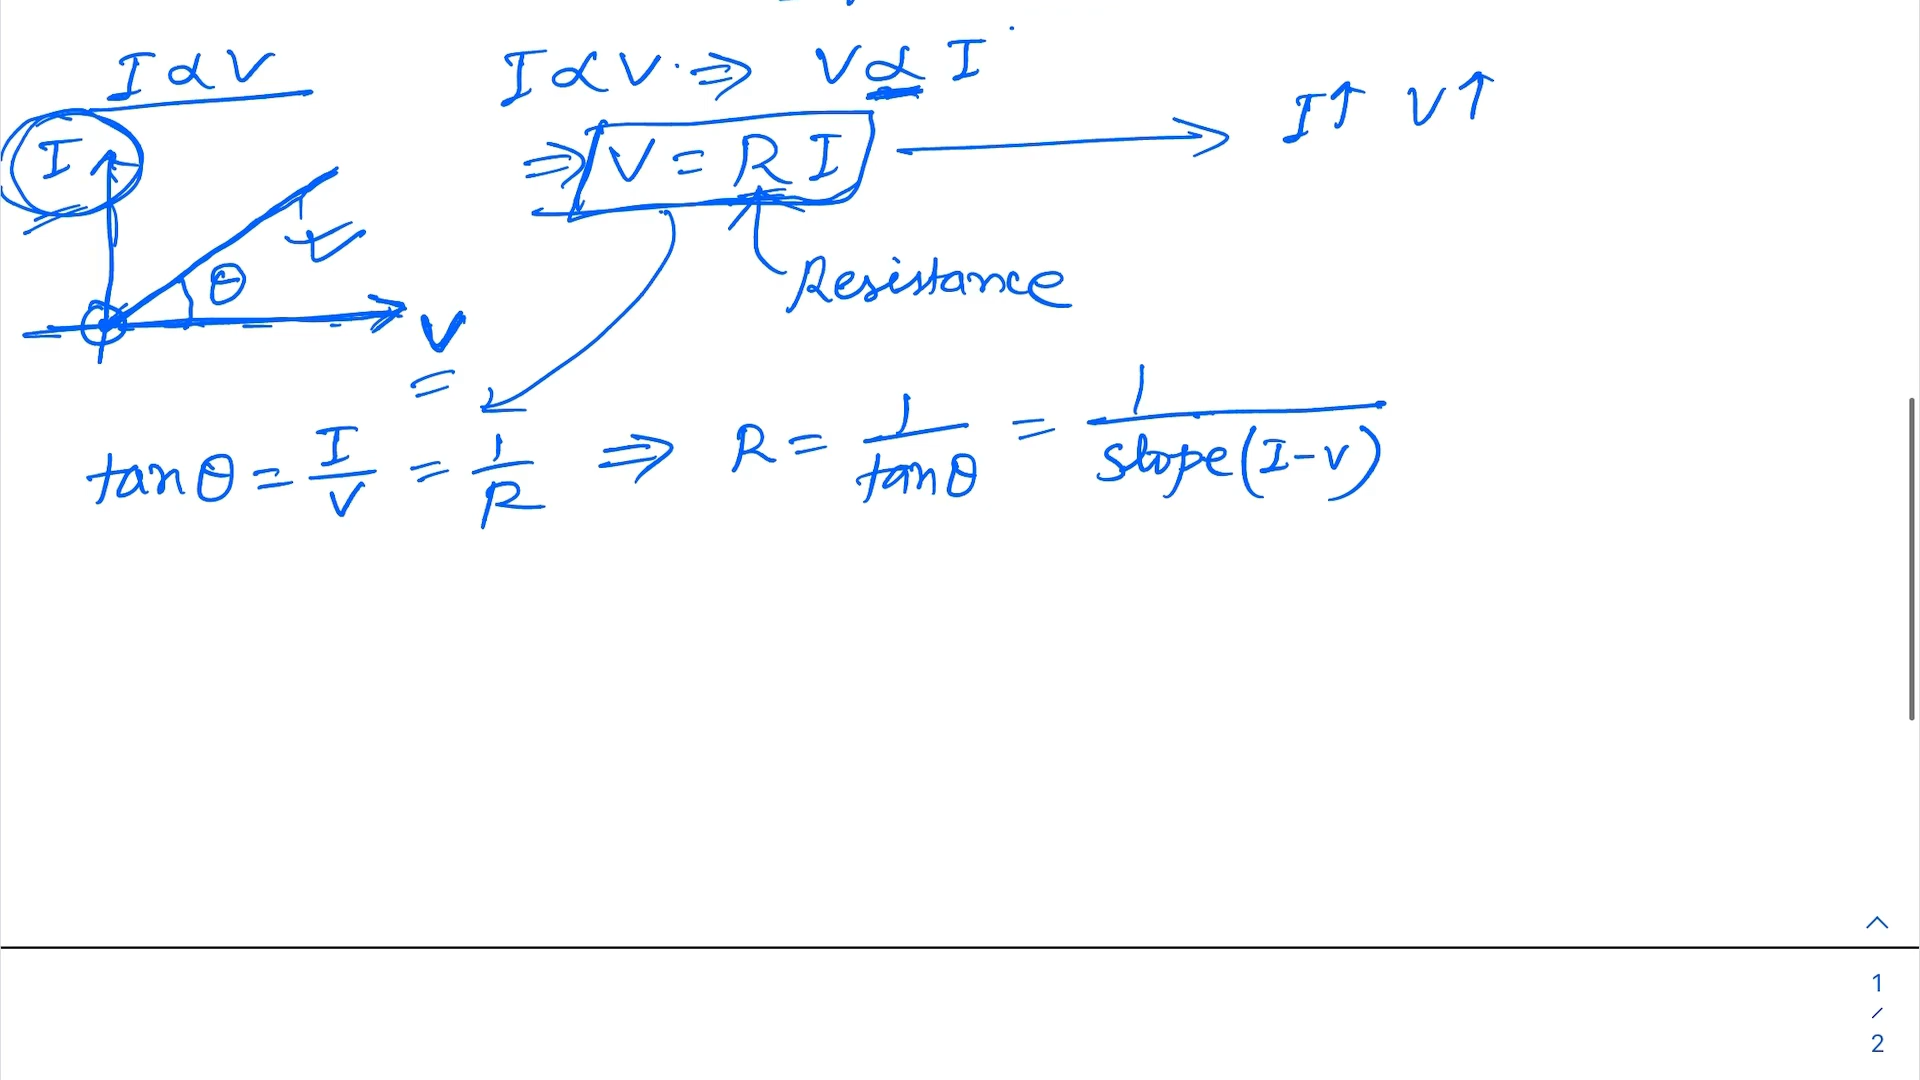 I ∝ V
I ∝ V ⇒ V ∝ I
I↑ V↑
I
⇒ V = R I
θ
Resistance
V
tanθ = I/V = 1/R ⇒ R = 1/tanθ = 1/slope(I-V)
1
/
2